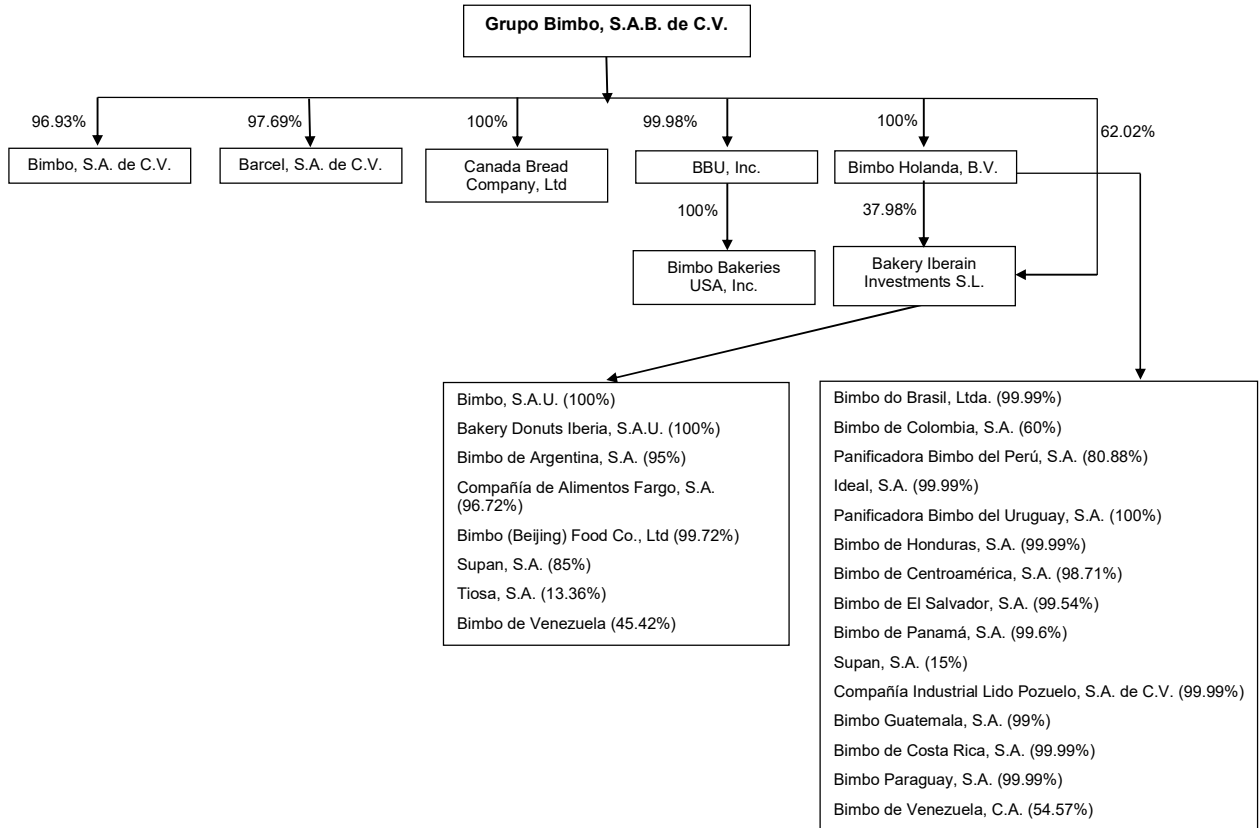 Grupo Bimbo, S.A.B. de C.V.
96.93%
97.69%
100%
99.98%
100%
62.02%
Bimbo, S.A. de C.V.
Barcel, S.A. de C.V.
Canada Bread
Company, Ltd
BBU, Inc.
Bimbo Holanda, B.V.
100%
37.98%
Bimbo Bakeries
USA, Inc.
Bakery Iberain
Investments S.L.
Bimbo, S.A.U. (100%)
Bakery Donuts Iberia, S.A.U. (100%)
Bimbo de Argentina, S.A. (95%)
Compañía de Alimentos Fargo, S.A.
(96.72%)
Bimbo (Beijing) Food Co., Ltd (99.72%)
Supan, S.A. (85%)
Tiosa, S.A. (13.36%)
Bimbo de Venezuela (45.42%)
Bimbo do Brasil, Ltda. (99.99%)
Bimbo de Colombia, S.A. (60%)
Panificadora Bimbo del Perú, S.A. (80.88%)
Ideal, S.A. (99.99%)
Panificadora Bimbo del Uruguay, S.A. (100%)
Bimbo de Honduras, S.A. (99.99%)
Bimbo de Centroamérica, S.A. (98.71%)
Bimbo de El Salvador, S.A. (99.54%)
Bimbo de Panamá, S.A. (99.6%)
Supan, S.A. (15%)
Compañía Industrial Lido Pozuelo, S.A. de C.V. (99.99%)
Bimbo Guatemala, S.A. (99%)
Bimbo de Costa Rica, S.A. (99.99%)
Bimbo Paraguay, S.A. (99.99%)
Bimbo de Venezuela, C.A. (54.57%)